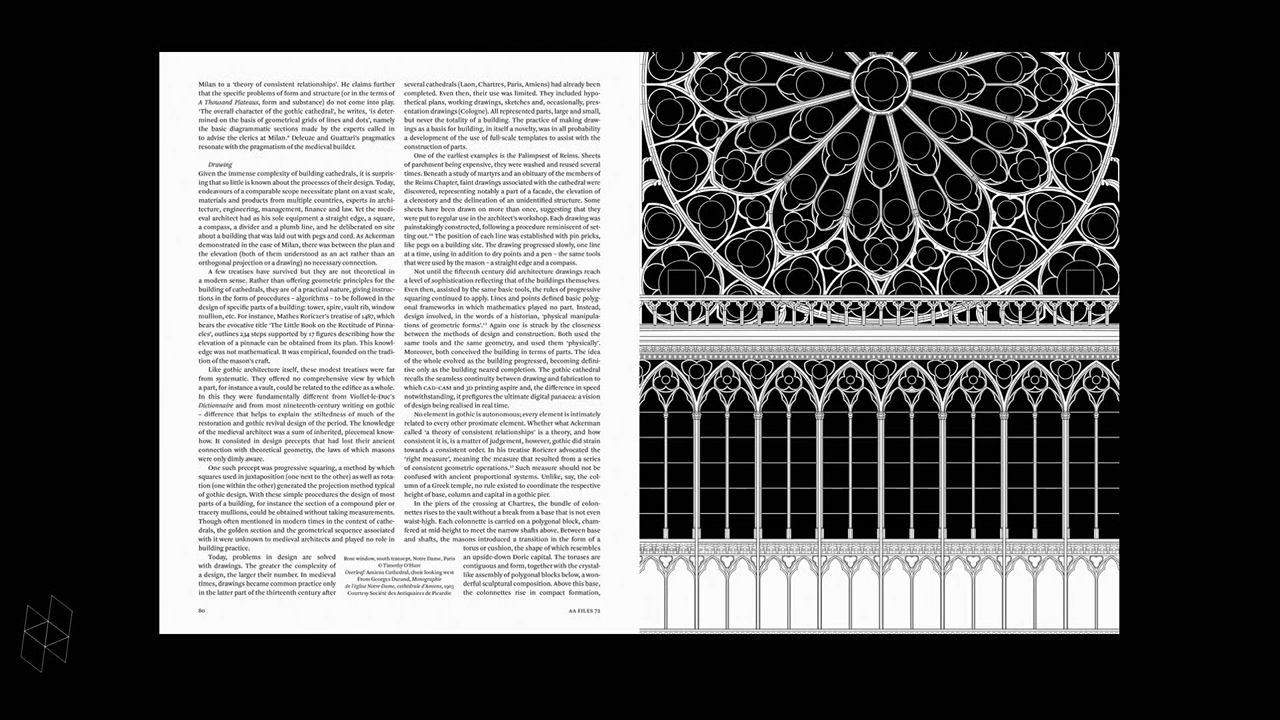 Milan to a ‘theory of consistent relationships’. He claims further
that the specific problems of form and structure (or in the terms of
A Thousand Plateaus, form and substance) do not come into play.
‘The overall character of the gothic cathedral’, he writes, ‘is deter-
mined on the basis of geometrical grids of lines and dots’, namely
the basic diagrammatic sections made by the experts called in
to advise the clerics at Milan. Deleuze and Guattari’s pragmatics
resonate with the pragmatism of the medieval builder.
Drawing
Given the immense complexity of building cathedrals, it is surpris-
ing that so little is known about the processes of their design. Today,
endeavours of a comparable scope necessitate plant on a vast scale,
materials and products from multiple countries, experts in archi-
tecture, engineering, management, finance and law. Yet the medi-
eval architect had as his sole equipment a straight edge, a square,
a compass, a divider and a plumb line, and he deliberated on site
about a building that was laid out with pegs and cord. As Ackerman
demonstrated in the case of Milan, there was between the plan and
the elevation (both of them understood as an act rather than an
orthogonal projection or a drawing) no necessary connection.
A few treatises have survived but they are not theoretical in
a modern sense. Rather than offering geometric principles for the
building of cathedrals, they are of a practical nature, giving instruc-
tions in the form of procedures – algorithms – to be followed in the
design of specific parts of a building: tower, spire, vault rib, window
mullion, etc. For instance, Mathes Roriczer’s treatise of 1487, which
bears the evocative title ‘The Little Book on the Rectitude of Pinna-
cles’, outlines 234 steps supported by 17 figures describing how the
elevation of a pinnacle can be obtained from its plan. This knowl-
edge was not mathematical. It was empirical, founded on the tradi-
tion of the mason’s craft.
Like gothic architecture itself, these modest treatises were far
from systematic. They offered no comprehensive view by which
a part, for instance a vault, could be related to the edifice as a whole.
In this they were fundamentally different from Viollet-le-Duc’s
Dictionnaire and from most nineteenth-century writing on gothic
– difference that helps to explain the stiltedness of much of the
restoration and gothic revival design of the period. The knowledge
of the medieval architect was a sum of inherited, piecemeal know-
how. It consisted in design precepts that had lost their ancient
connection with theoretical geometry, the laws of which masons
were only dimly aware.
One such precept was progressive squaring, a method by which
squares used in juxtaposition (one next to the other) as well as rota-
tion (one within the other) generated the projection method typical
of gothic design. With these simple procedures the design of most
parts of a building, for instance the section of a compound pier or
tracery mullions, could be obtained without taking measurements.
Though often mentioned in modern times in the context of cathe-
drals, the golden section and the geometrical sequence associated
with it were unknown to medieval architects and played no role in
building practice.
Today, problems in design are solved
with drawings. The greater the complexity of
a design, the larger their number. In medieval
times, drawings became common practice only
in the latter part of the thirteenth century after
Rose window, south transept, Notre Dame, Paris
© Timothy O’Hare
Overleaf: Amiens Cathedral, choir looking west
From Georges Durand, Monographie
de l’église Notre-Dame, cathédrale d’Amiens, 1903
Courtesy Société des Antiquaires de Picardie
several cathedrals (Laon, Chartres, Paris, Amiens) had already been
completed. Even then, their use was limited. They included hypo-
thetical plans, working drawings, sketches and, occasionally, pres-
entation drawings (Cologne). All represented parts, large and small,
but never the totality of a building. The practice of making draw-
ings as a basis for building, in itself a novelty, was in all probability
a development of the use of full-scale templates to assist with the
construction of parts.
One of the earliest examples is the Palimpsest of Reims. Sheets
of parchment being expensive, they were washed and reused several
times. Beneath a study of martyrs and an obituary of the members of
the Reims Chapter, faint drawings associated with the cathedral were
discovered, representing notably a part of a facade, the elevation of
a clerestory and the delineation of an unidentified structure. Some
sheets have been drawn on more than once, suggesting that they
were put to regular use in the architect’s workshop. Each drawing was
painstakingly constructed, following a procedure reminiscent of set-
ting out. The position of each line was established with pin pricks,
like pegs on a building site. The drawing progressed slowly, one line
at a time, using in addition to dry points and a pen – the same tools
that were used by the mason – a straight edge and a compass.
Not until the fifteenth century did architecture drawings reach
a level of sophistication reflecting that of the buildings themselves.
Even then, assisted by the same basic tools, the rules of progressive
squaring continued to apply. Lines and points defined basic polyg-
onal frameworks in which mathematics played no part. Instead,
design involved, in the words of a historian, ‘physical manipula-
tions of geometric forms’. Again one is struck by the closeness
between the methods of design and construction. Both used the
same tools and the same geometry, and used them ‘physically’.
Moreover, both conceived the building in terms of parts. The idea
of the whole evolved as the building progressed, becoming defini-
tive only as the building neared completion. The gothic cathedral
recalls the seamless continuity between drawing and fabrication to
which CAD-CAM and 3D printing aspire and, the difference in speed
notwithstanding, it prefigures the ultimate digital panacea: a vision
of design being realised in real time.
No element in gothic is autonomous; every element is intimately
related to every other proximate element. Whether what Ackerman
called ‘a theory of consistent relationships’ is a theory, and how
consistent it is, is a matter of judgement, however, gothic did strain
towards a consistent order. In his treatise Roriczer advocated the
‘right measure’, meaning the measure that resulted from a series
of consistent geometric operations. Such measure should not be
confused with ancient proportional systems. Unlike, say, the col-
umn of a Greek temple, no rule existed to coordinate the respective
height of base, column and capital in a gothic pier.
In the piers of the crossing at Chartres, the bundle of colon-
nettes rises to the vault without a break from a base that is not even
waist-high. Each colonnette is carried on a polygonal block, cham-
fered at mid-height to meet the narrow shafts above. Between base
and shafts, the masons introduced a transition in the form of a
torus or cushion, the shape of which resembles
an upside-down Doric capital. The toruses are
contiguous and form, together with the crystal-
like assembly of polygonal blocks below, a won-
derful sculptural composition. Above this base,
the colonnettes rise in compact formation,
80
AA FILES 72